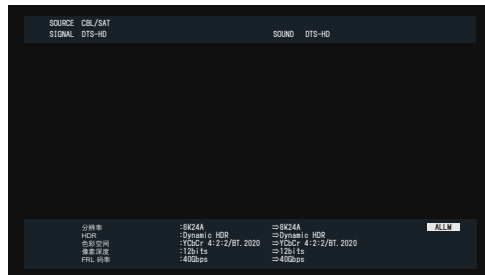 SOURCE CBL/SAT
SIGNAL DTS-HD SOUND DTS-HD
分辨率 :8K24A ⇒8K24A ALLM
HDR :Dynamic HDR ⇒Dynamic HDR
色彩空间 :YCbCr 4:2:2/BT.2020 ⇒YCbCr 4:2:2/BT.2020
像素深度 :12bits ⇒12bits
FRL 码率 :40Gbps ⇒40Gbps